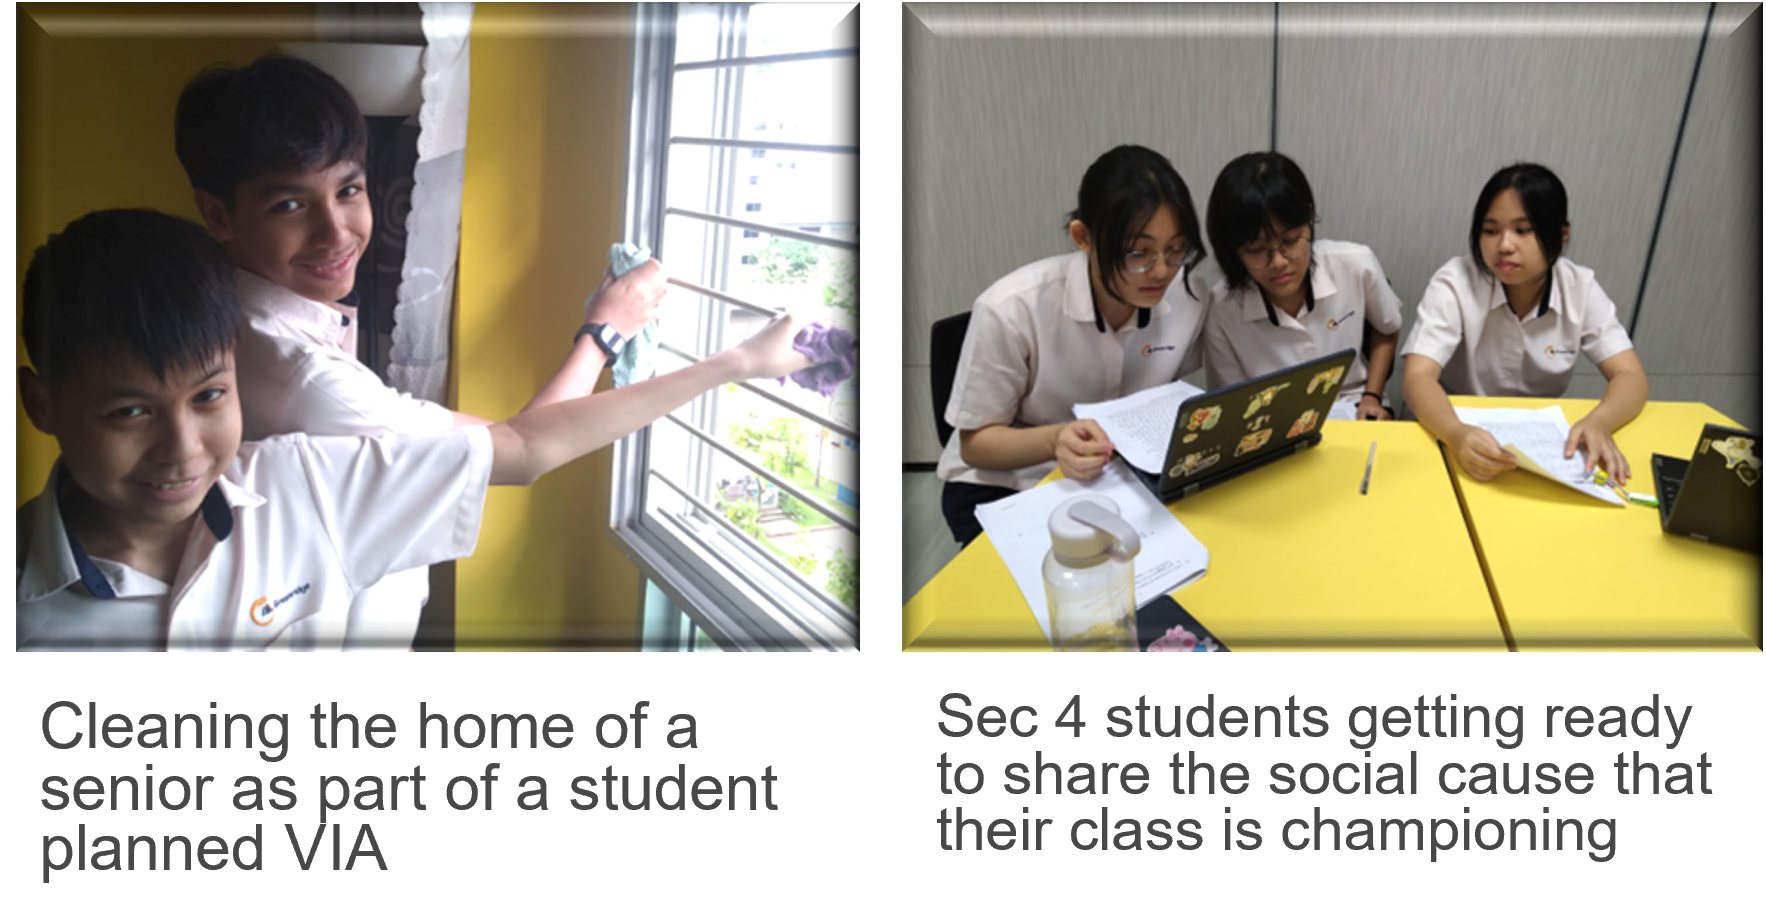 Cleaning the home of a
senior as part of a student
planned VIA
Sec 4 students getting ready
to share the social cause that
their class is championing